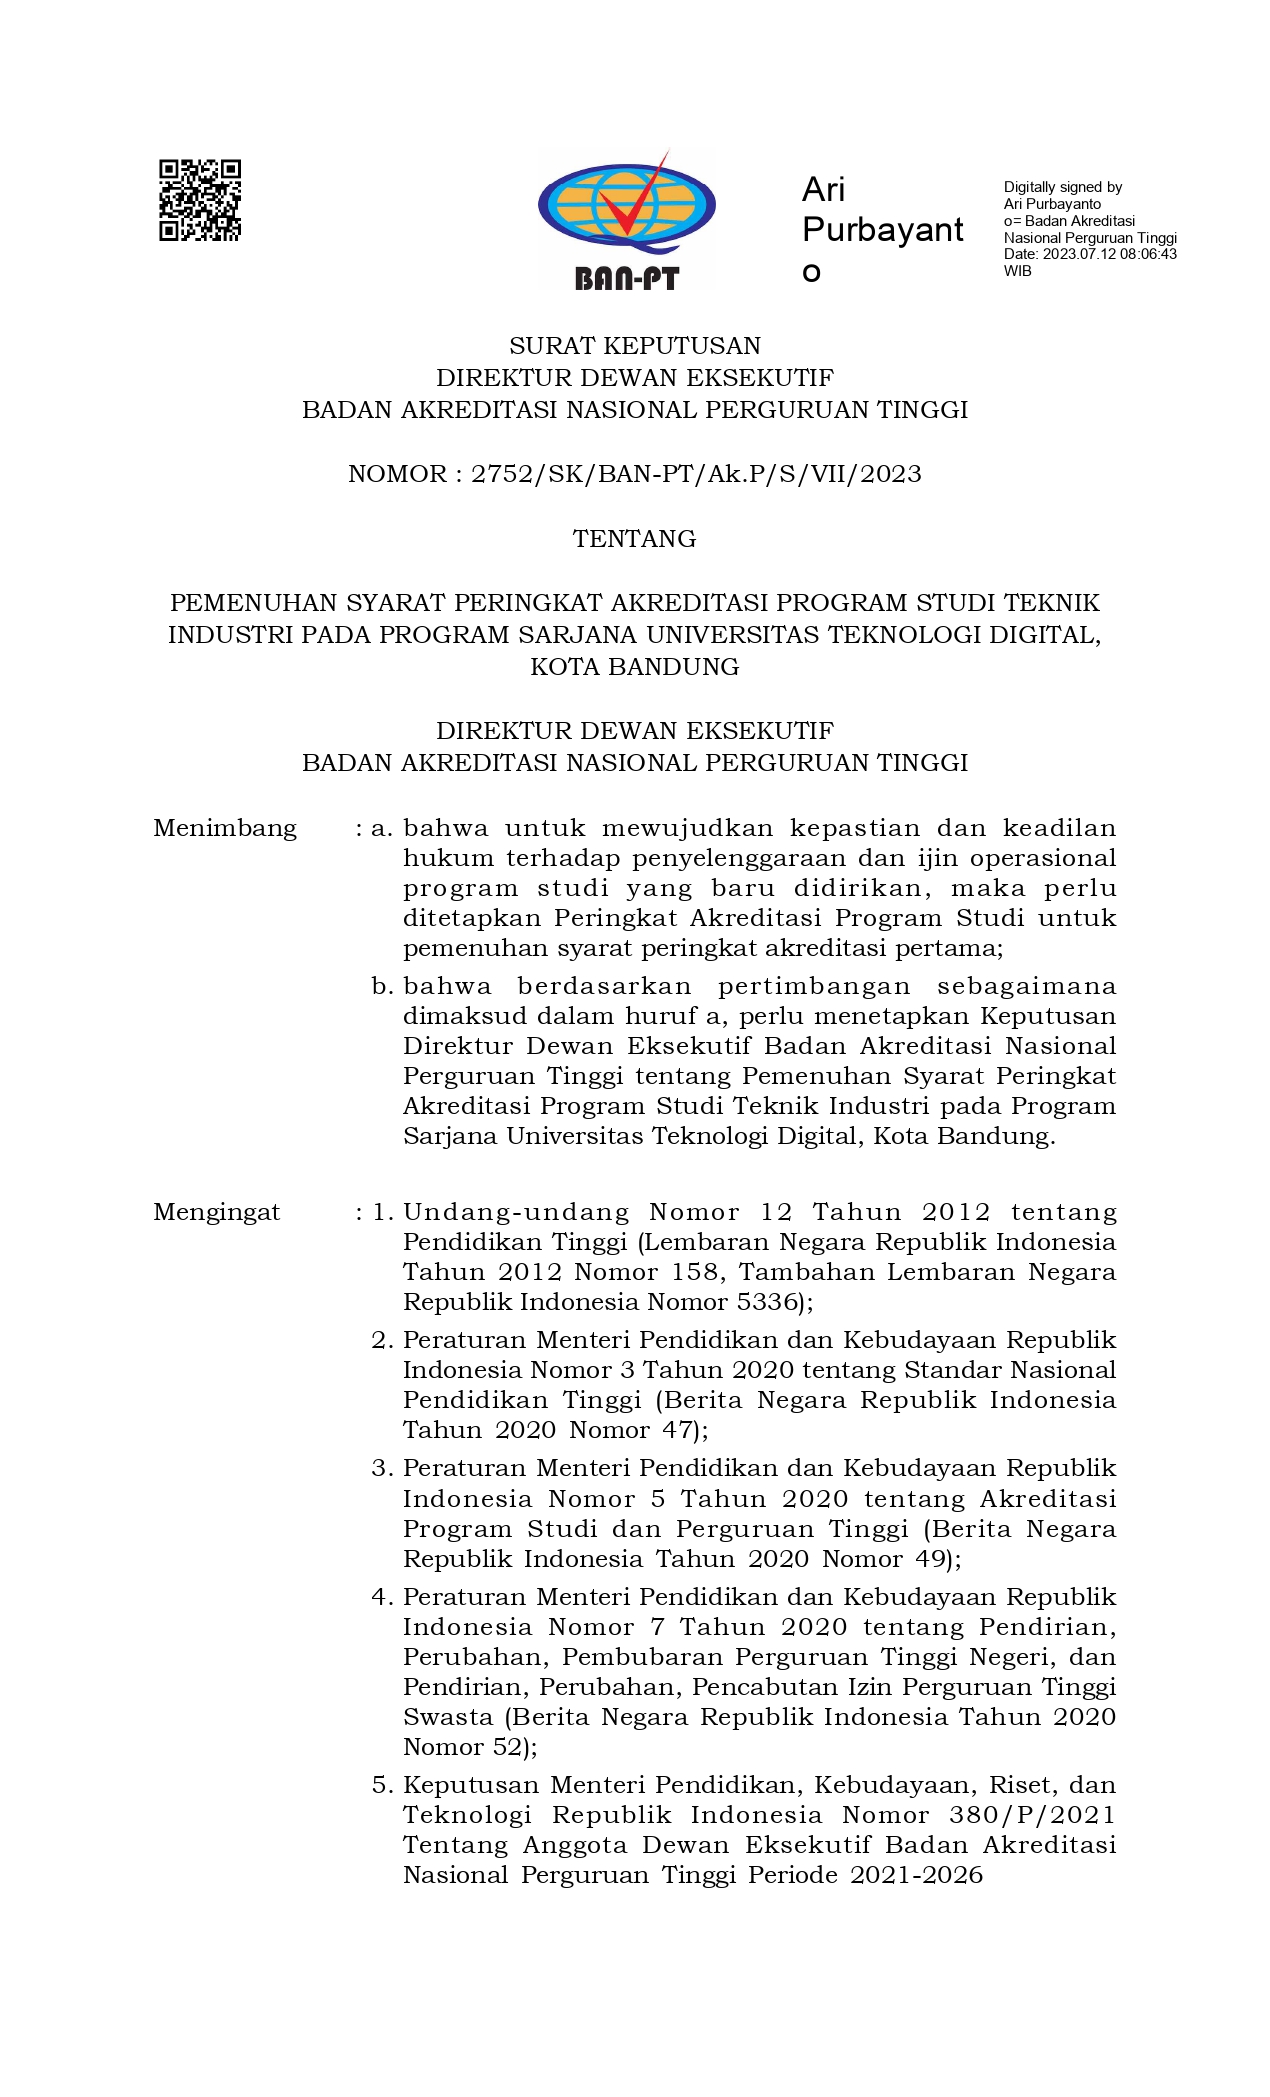 BAN-PT
Ari
Purbayant
o
Digitally signed by
Ari Purbayanto
o= Badan Akreditasi
Nasional Perguruan Tinggi
Date: 2023.07.12 08:06:43
WIB
SURAT KEPUTUSAN
DIREKTUR DEWAN EKSEKUTIF
BADAN AKREDITASI NASIONAL PERGURUAN TINGGI
NOMOR : 2752/SK/BAN-PT/Ak.P/S/VII/2023
TENTANG
PEMENUHAN SYARAT PERINGKAT AKREDITASI PROGRAM STUDI TEKNIK
INDUSTRI PADA PROGRAM SARJANA UNIVERSITAS TEKNOLOGI DIGITAL,
KOTA BANDUNG
DIREKTUR DEWAN EKSEKUTIF
BADAN AKREDITASI NASIONAL PERGURUAN TINGGI
Menimbang : a. bahwa untuk mewujudkan kepastian dan keadilan
hukum terhadap penyelenggaraan dan ijin operasional
program studi yang baru didirikan, maka perlu
ditetapkan Peringkat Akreditasi Program Studi untuk
pemenuhan syarat peringkat akreditasi pertama;
b. bahwa berdasarkan pertimbangan sebagaimana
dimaksud dalam huruf a, perlu menetapkan Keputusan
Direktur Dewan Eksekutif Badan Akreditasi Nasional
Perguruan Tinggi tentang Pemenuhan Syarat Peringkat
Akreditasi Program Studi Teknik Industri pada Program
Sarjana Universitas Teknologi Digital, Kota Bandung.
Mengingat : 1. Undang-undang Nomor 12 Tahun 2012 tentang
Pendidikan Tinggi (Lembaran Negara Republik Indonesia
Tahun 2012 Nomor 158, Tambahan Lembaran Negara
Republik Indonesia Nomor 5336);
2. Peraturan Menteri Pendidikan dan Kebudayaan Republik
Indonesia Nomor 3 Tahun 2020 tentang Standar Nasional
Pendidikan Tinggi (Berita Negara Republik Indonesia
Tahun 2020 Nomor 47);
3. Peraturan Menteri Pendidikan dan Kebudayaan Republik
Indonesia Nomor 5 Tahun 2020 tentang Akreditasi
Program Studi dan Perguruan Tinggi (Berita Negara
Republik Indonesia Tahun 2020 Nomor 49);
4. Peraturan Menteri Pendidikan dan Kebudayaan Republik
Indonesia Nomor 7 Tahun 2020 tentang Pendirian,
Perubahan, Pembubaran Perguruan Tinggi Negeri, dan
Pendirian, Perubahan, Pencabutan Izin Perguruan Tinggi
Swasta (Berita Negara Republik Indonesia Tahun 2020
Nomor 52);
5. Keputusan Menteri Pendidikan, Kebudayaan, Riset, dan
Teknologi Republik Indonesia Nomor 380/P/2021
Tentang Anggota Dewan Eksekutif Badan Akreditasi
Nasional Perguruan Tinggi Periode 2021-2026